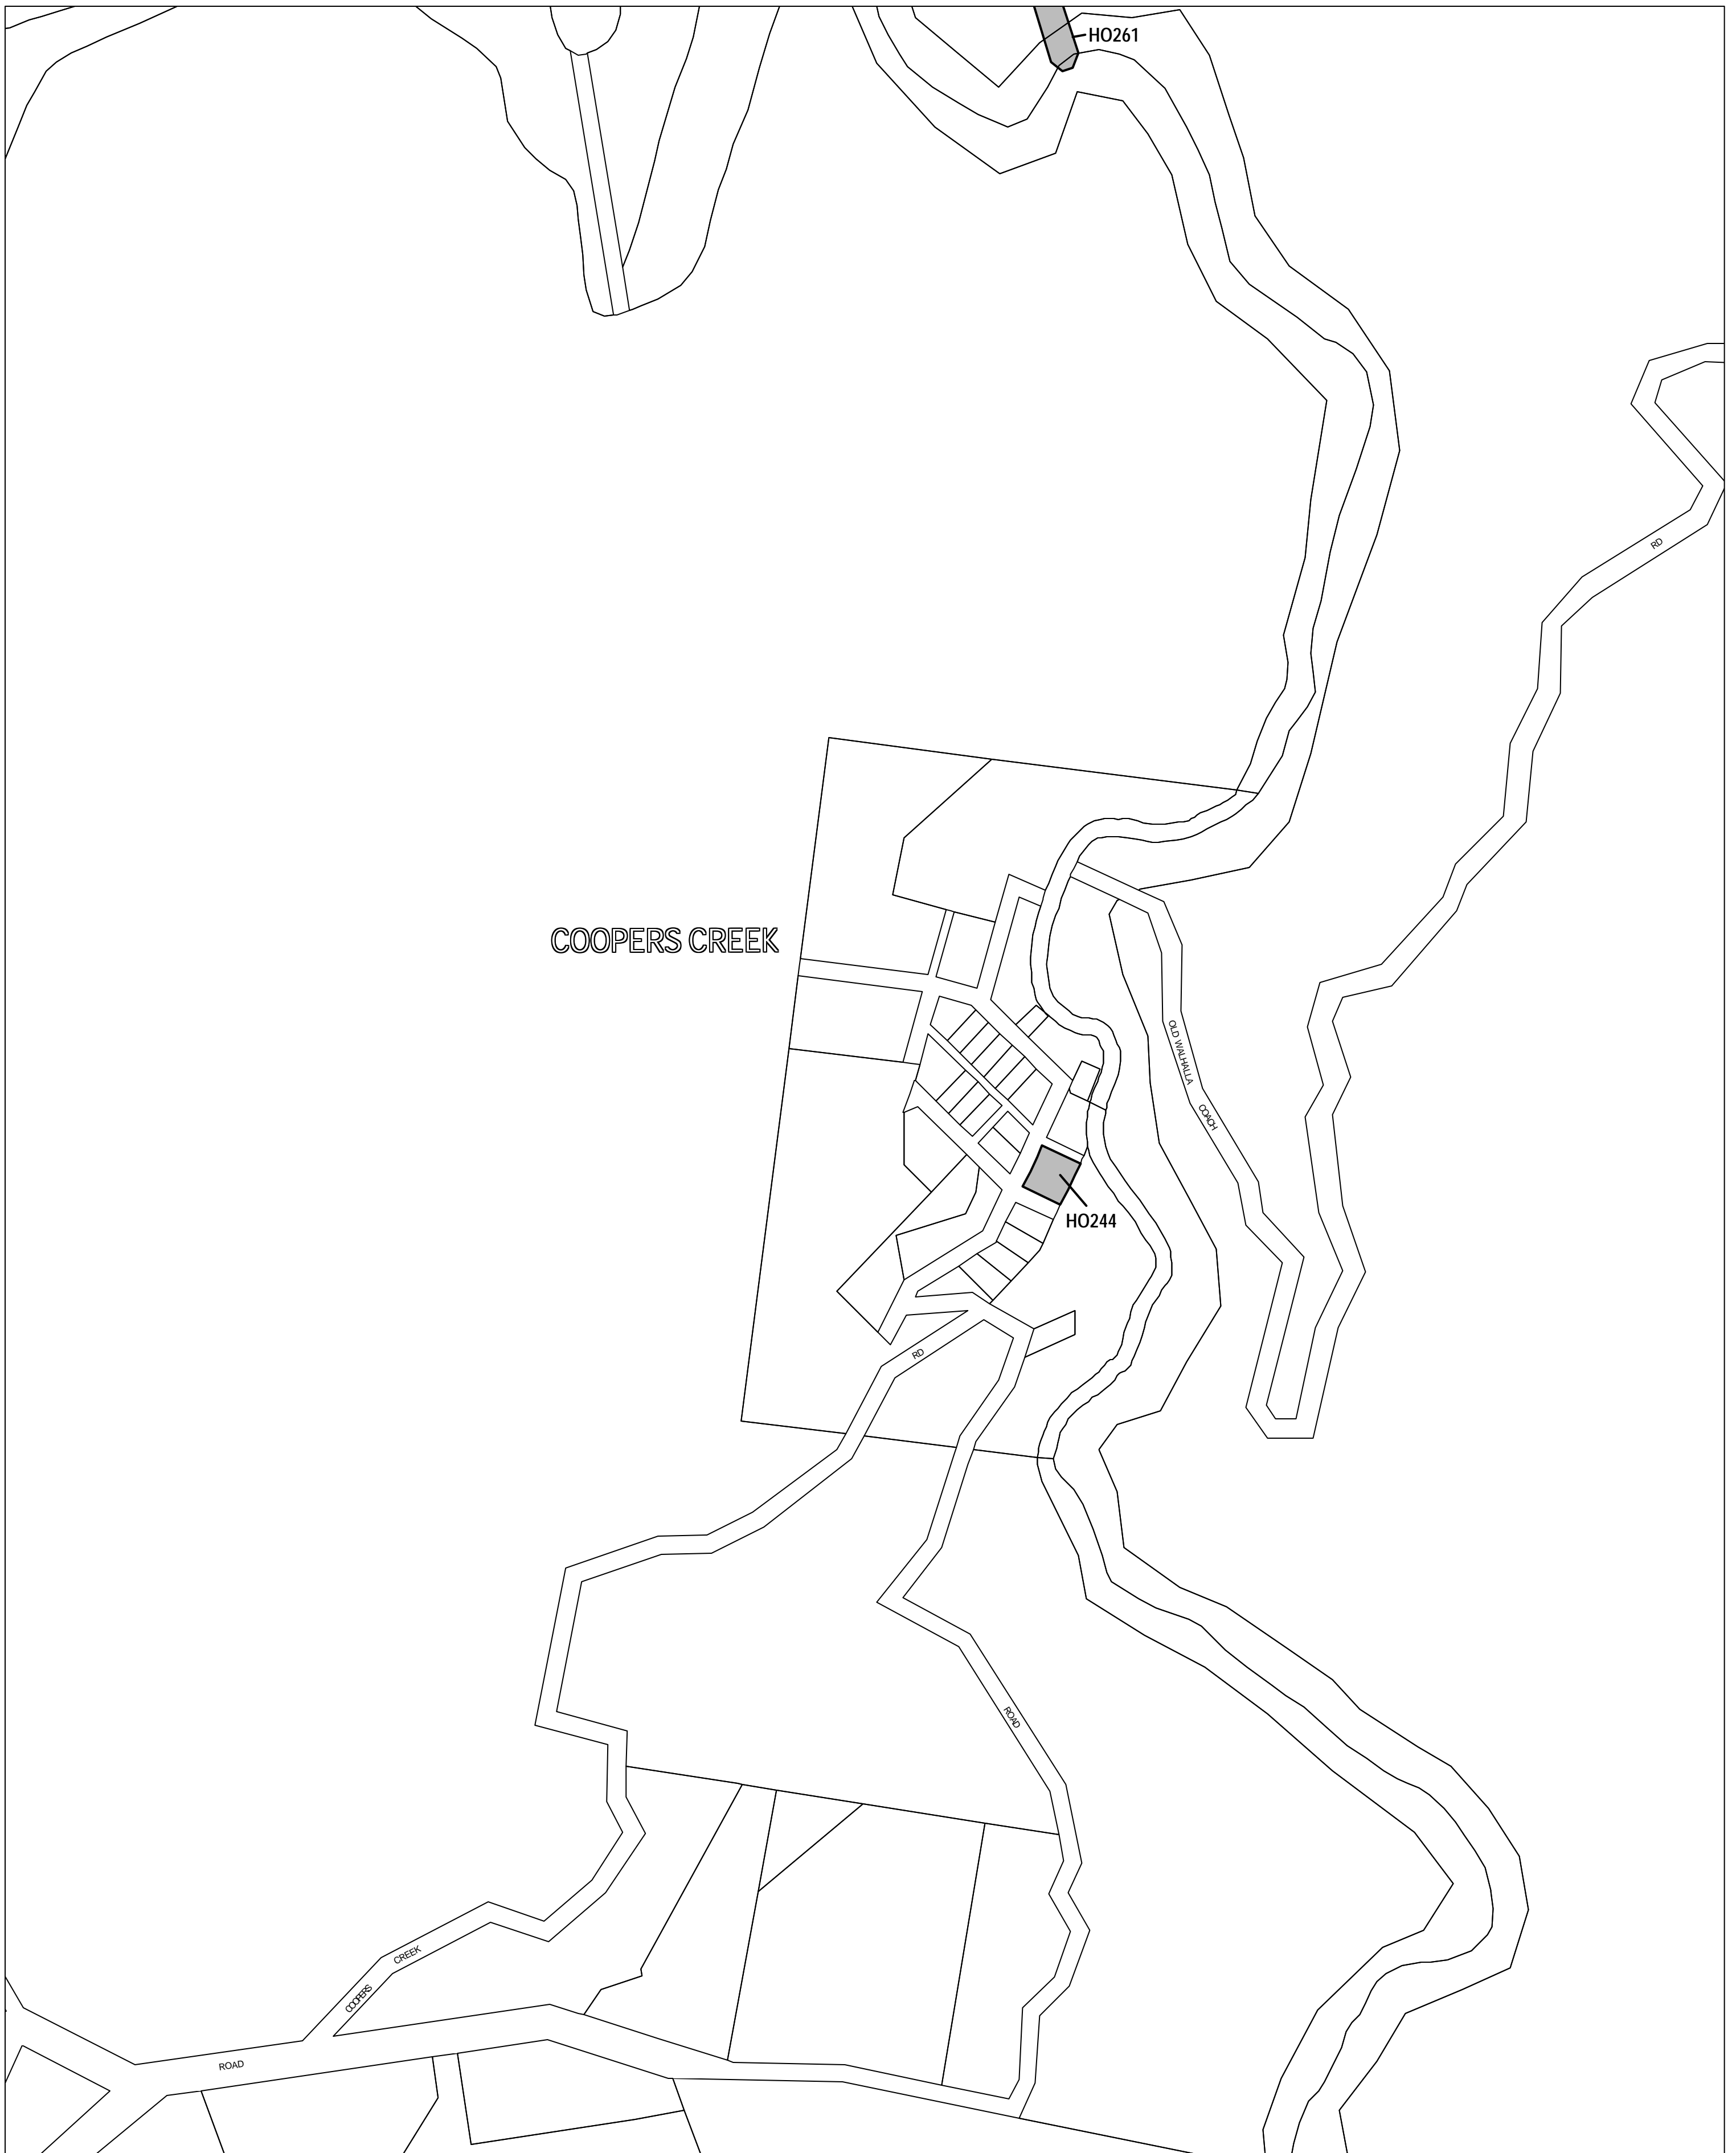 HO261
RD
COOPERS CREEK
OLD WALHALLA
COACH
HO244
RD
ROAD
CREEK
COOPERS
ROAD